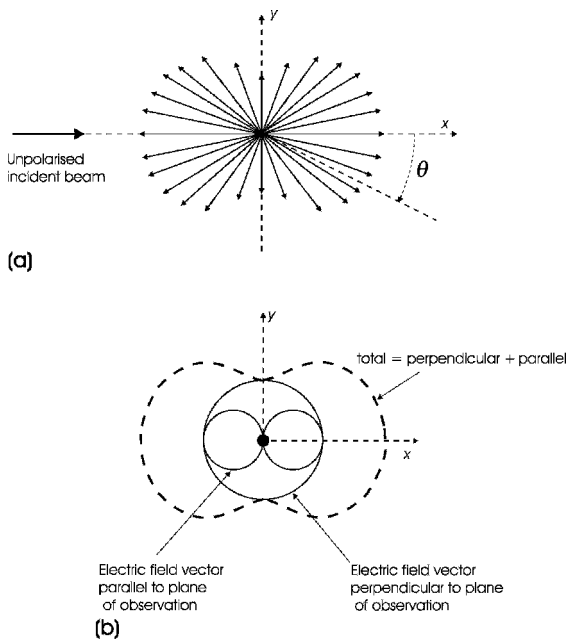 y
x
Unpolarised
incident beam
θ
(a)
y
total = perpendicular + parallel
x
Electric field vector
parallel to plane
of observation
Electric field vector
perpendicular to plane
of observation
(b)